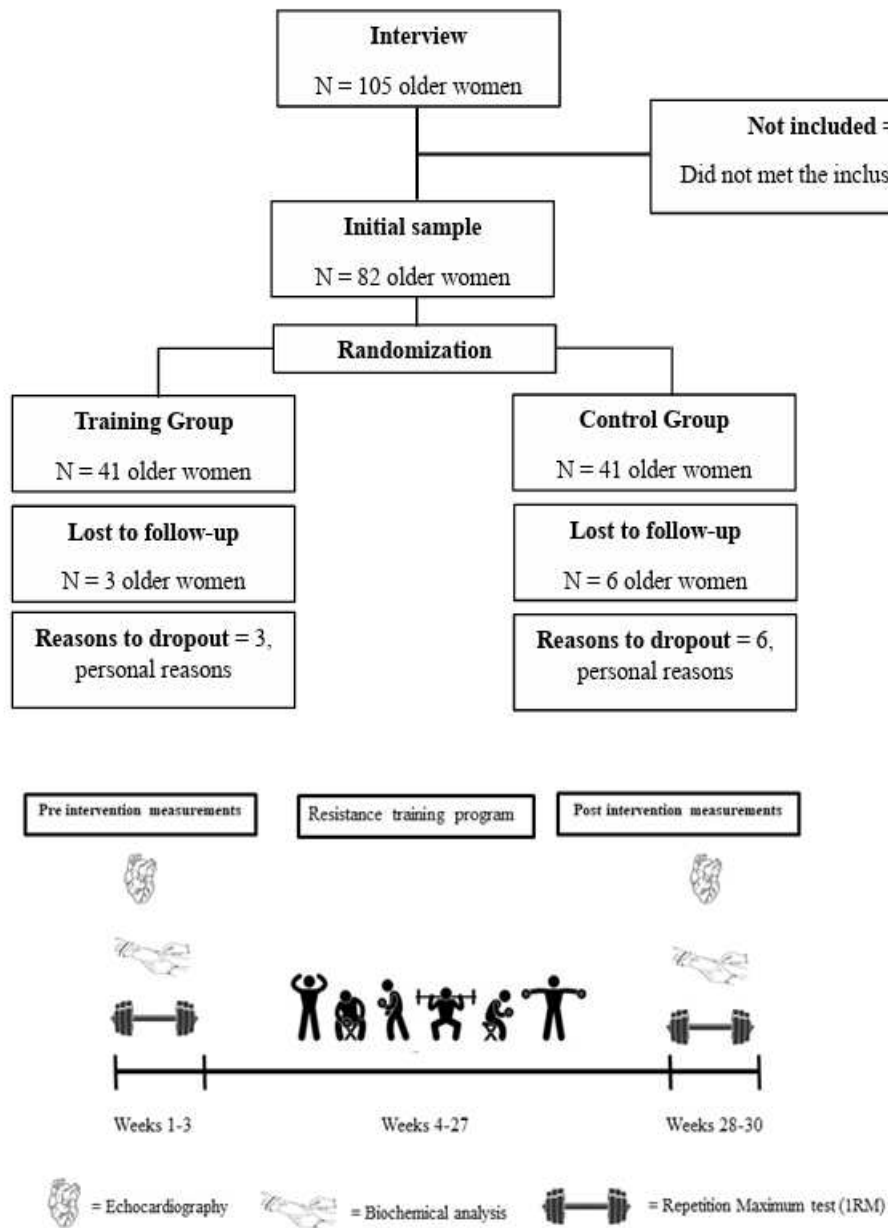 Interview
N = 105 older women
Not included =
Did not met the inclus
Initial sample
N = 82 older women
Randomization
Training Group
N = 41 older women
Control Group
N = 41 older women
Lost to follow-up
N = 3 older women
Lost to follow-up
N = 6 older women
Reasons to dropout = 3,
personal reasons
Reasons to dropout = 6,
personal reasons
Pre intervention measurements
Resistance training program
Post intervention measurements
Weeks 1-3
Weeks 4-27
Weeks 28-30
= Echocardiography
= Biochemical analysis
= Repetition Maximum test (1RM)